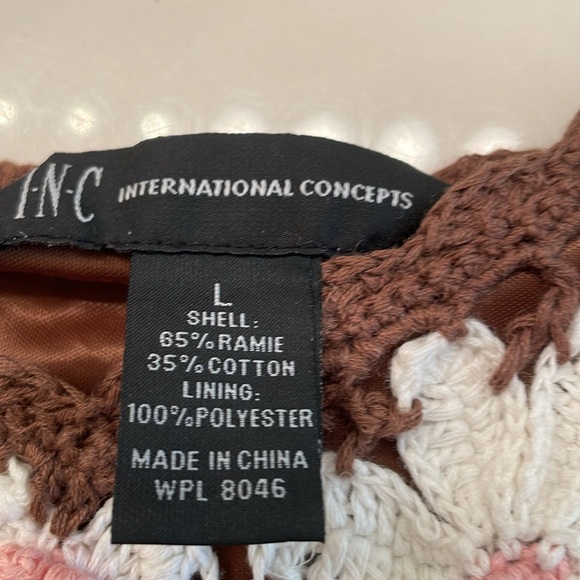 I·N·C INTERNATIONAL CONCEPTS
L
SHELL:
65% RAMIE
35% COTTON
LINING:
100% POLYESTER
MADE IN CHINA
WPL 8046